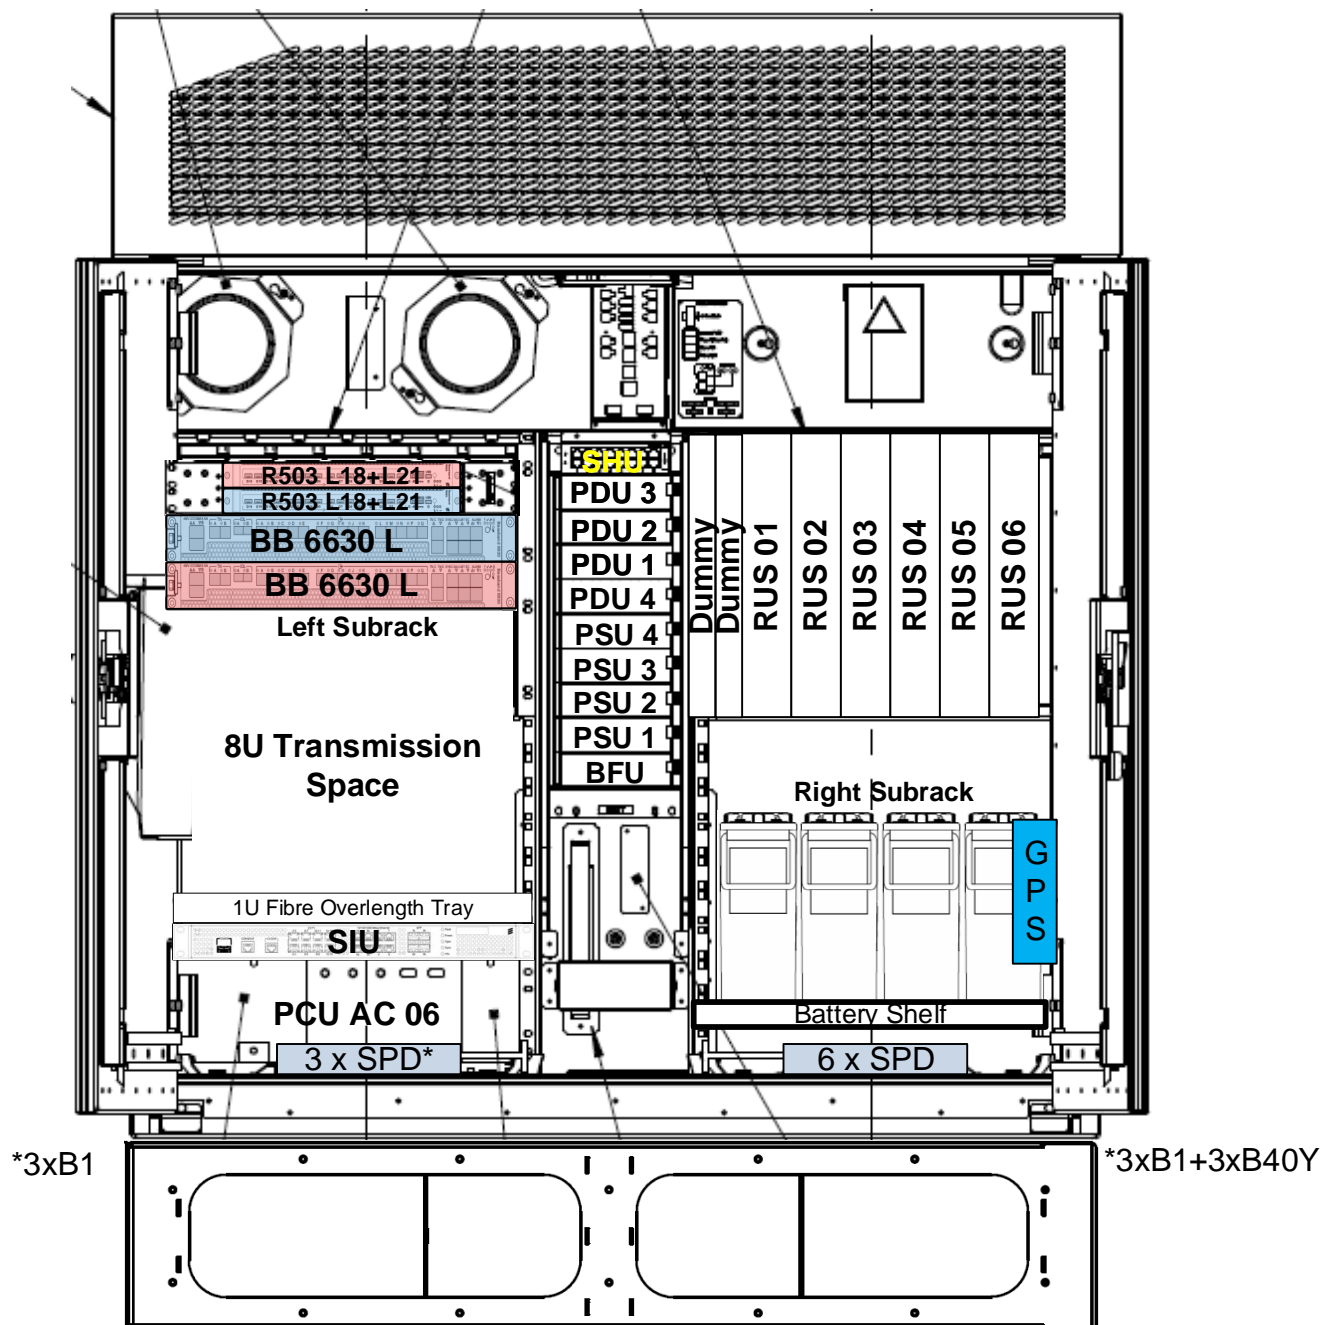 SHU
R503 L18+L21
R503 L18+L21
BB 6630 L
BB 6630 L
Left Subrack
8U Transmission
Space
1U Fibre Overlength Tray
SIU
PCU AC 06
3 x SPD*
PDU 3
PDU 2
PDU 1
PDU 4
PSU 4
PSU 3
PSU 2
PSU 1
BFU
Dummy
Dummy
RUS 01
RUS 02
RUS 03
RUS 04
RUS 05
RUS 06
Right Subrack
G
P
S
Battery Shelf
6 x SPD
*3xB1
*3xB1+3xB40Y